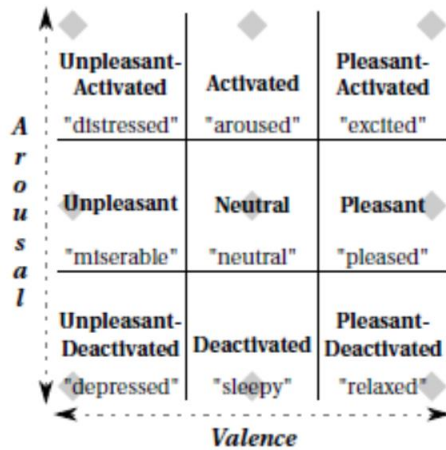 Unpleasant-
Activated
"distressed"
Activated
"aroused"
Pleasant-
Activated
"excited"
Unpleasant
"miserable"
Neutral
"neutral"
Pleasant
"pleased"
Unpleasant-
Deactivated
"depressed"
Deactivated
"sleepy"
Pleasant-
Deactivated
"relaxed"
Arousal
Valence